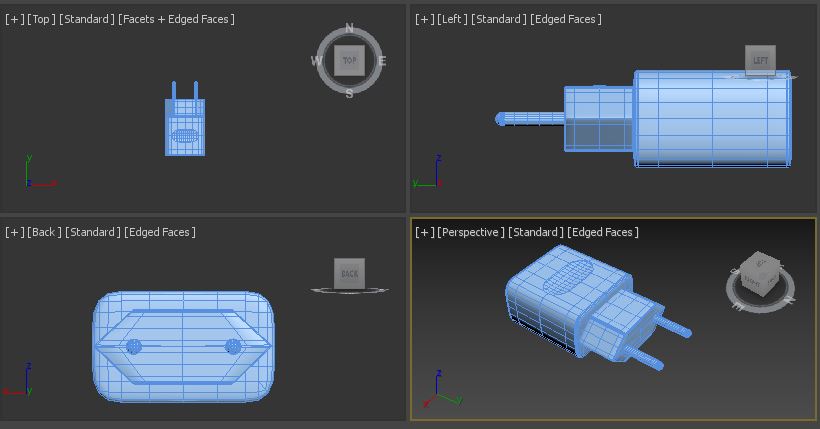 [+] [Top] [Standard] [Facets + Edged Faces]
N
W TOP E
S
y
z x
[+] [Left] [Standard] [Edged Faces]
LEFT
z
y x
[+] [Back] [Standard] [Edged Faces]
BACK
z
x y
[+] [Perspective] [Standard] [Edged Faces]
z
x y